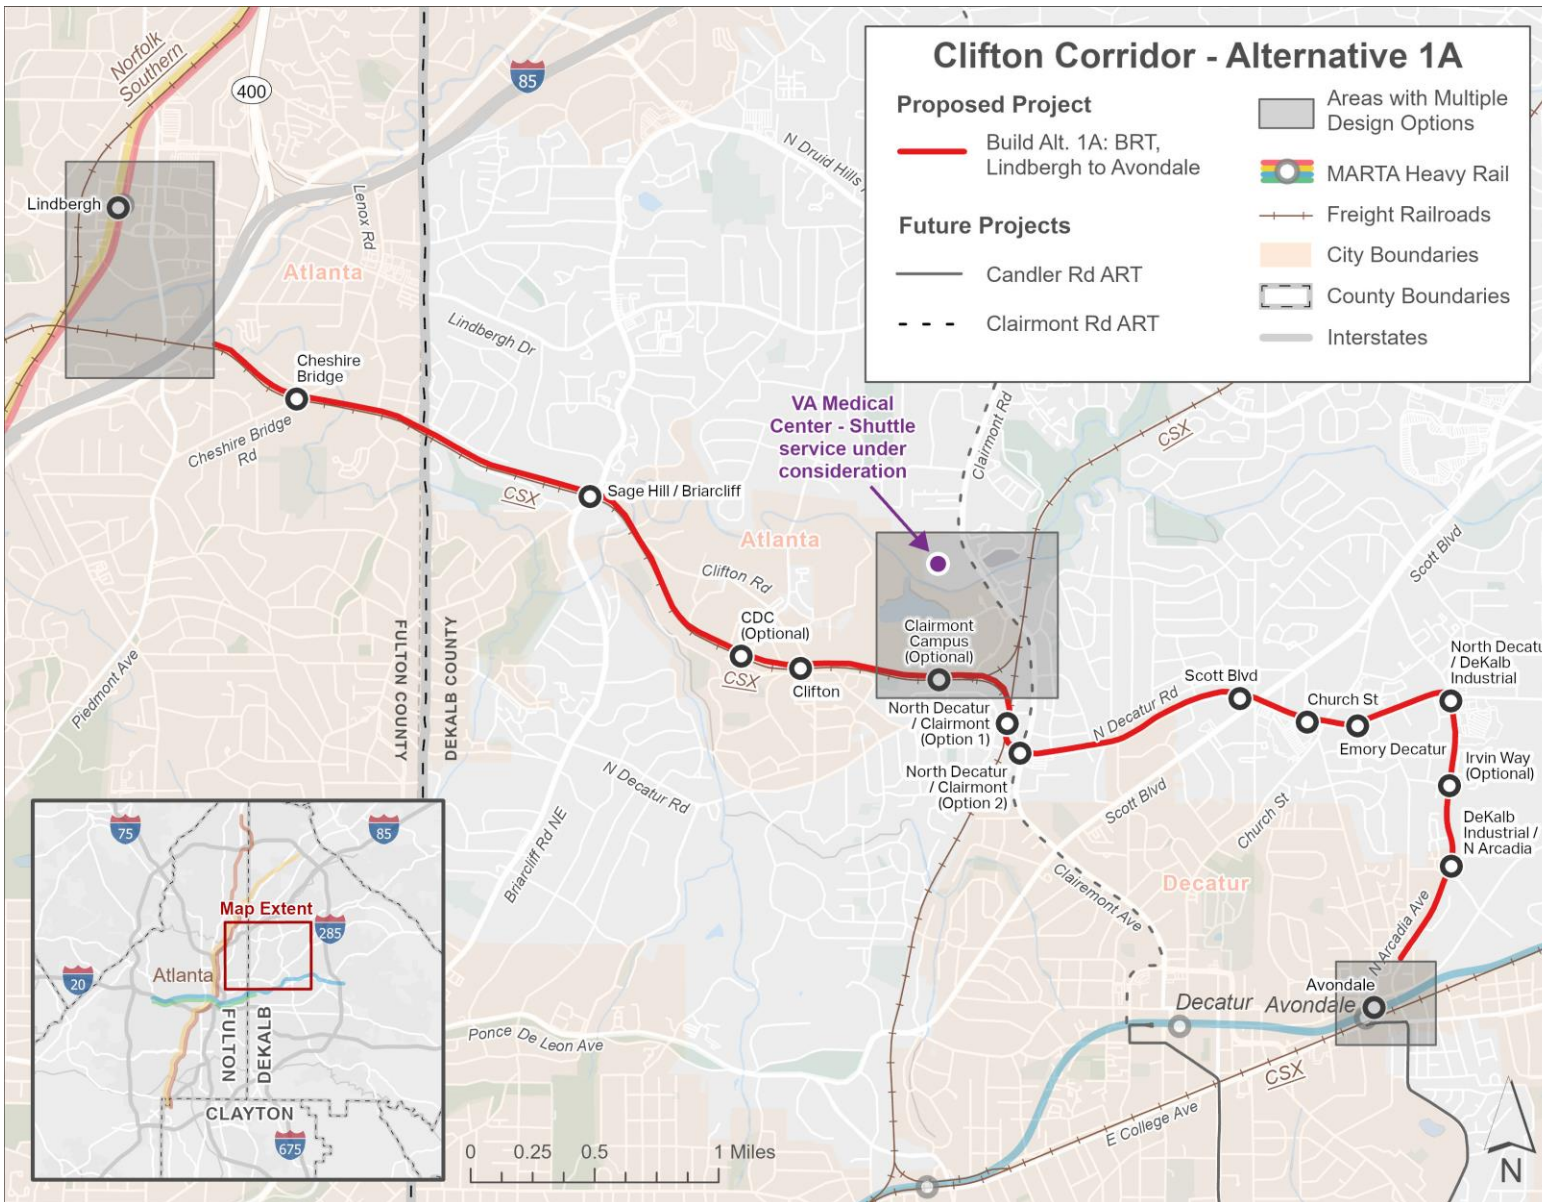 Clifton Corridor - Alternative 1A
Proposed Project
Build Alt. 1A: BRT,
Lindbergh to Avondale
Future Projects
Candler Rd ART
Clairmont Rd ART
Areas with Multiple
Design Options
MARTA Heavy Rail
Freight Railroads
City Boundaries
County Boundaries
Interstates
Norfolk
Southern
400
85
N Druid Hills
Lenox Rd
Lindbergh
Atlanta
Lindbergh Dr
Cheshire
Bridge
Cheshire Bridge
Rd
VA Medical
Center - Shuttle
service under
consideration
Clairmont Rd
CSX
CSX
Sage Hill / Briarcliff
Atlanta
Scott Blvd
Clifton Rd
CDC
(Optional)
CSX
Clifton
Clairmont
Campus
(Optional)
FULTON COUNTY
DEKALB COUNTY
Piedmont Ave
North Decatur
/ Clairmont
(Option 1)
North Decatur
/ Clairmont
(Option 2)
N Decatur Rd
Scott Blvd
Church St
Emory Decatur
North Decatu
/ DeKalb
Industrial
Irvin Way
(Optional)
DeKalb
Industrial /
N Arcadia
N Decatur Rd
Scott Blvd
Church St
Briarcliff Rd NE
Clairemont Ave
Decatur
N Arcadia Ave
Avondale
Decatur
Avondale
Ponce De Leon Ave
CSX
E College Ave
75
85
Map Extent
285
Atlanta
20
FULTON
DEKALB
CLAYTON
675
0
0.25
0.5
1 Miles
N